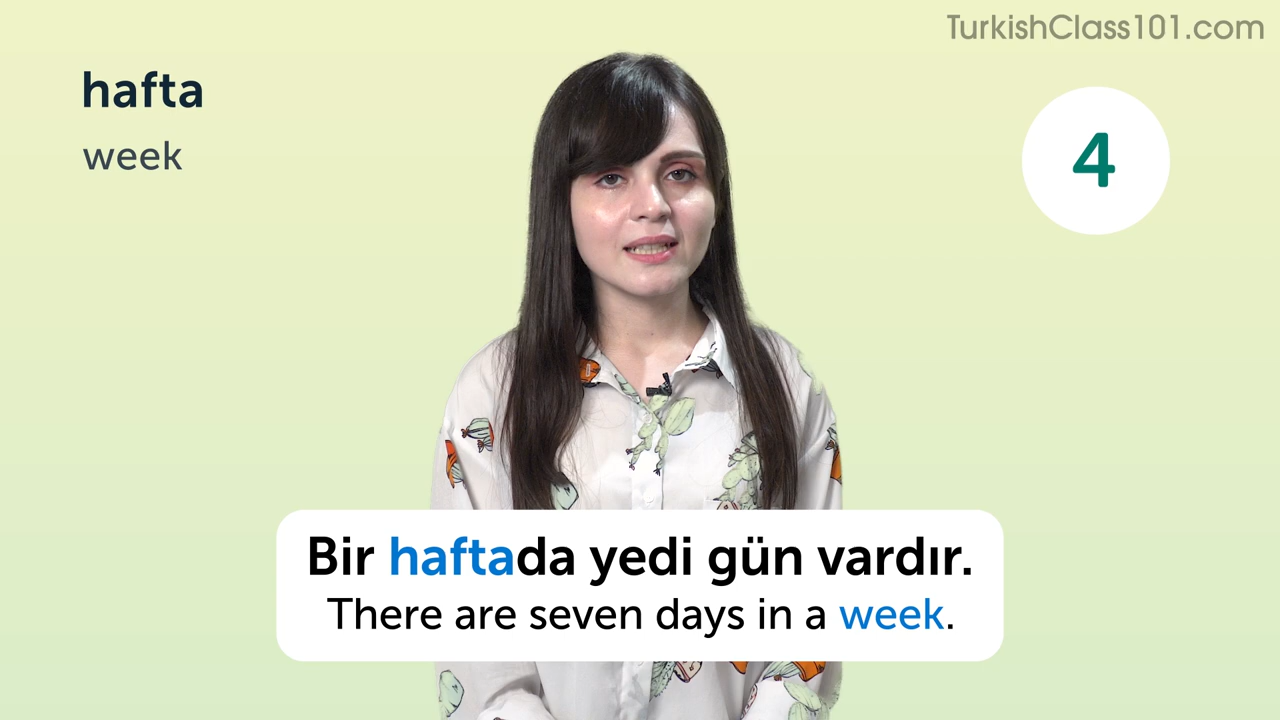 TurkishClass101.com
hafta
week
4
Bir haftada yedi gün vardır.
There are seven days in a week.